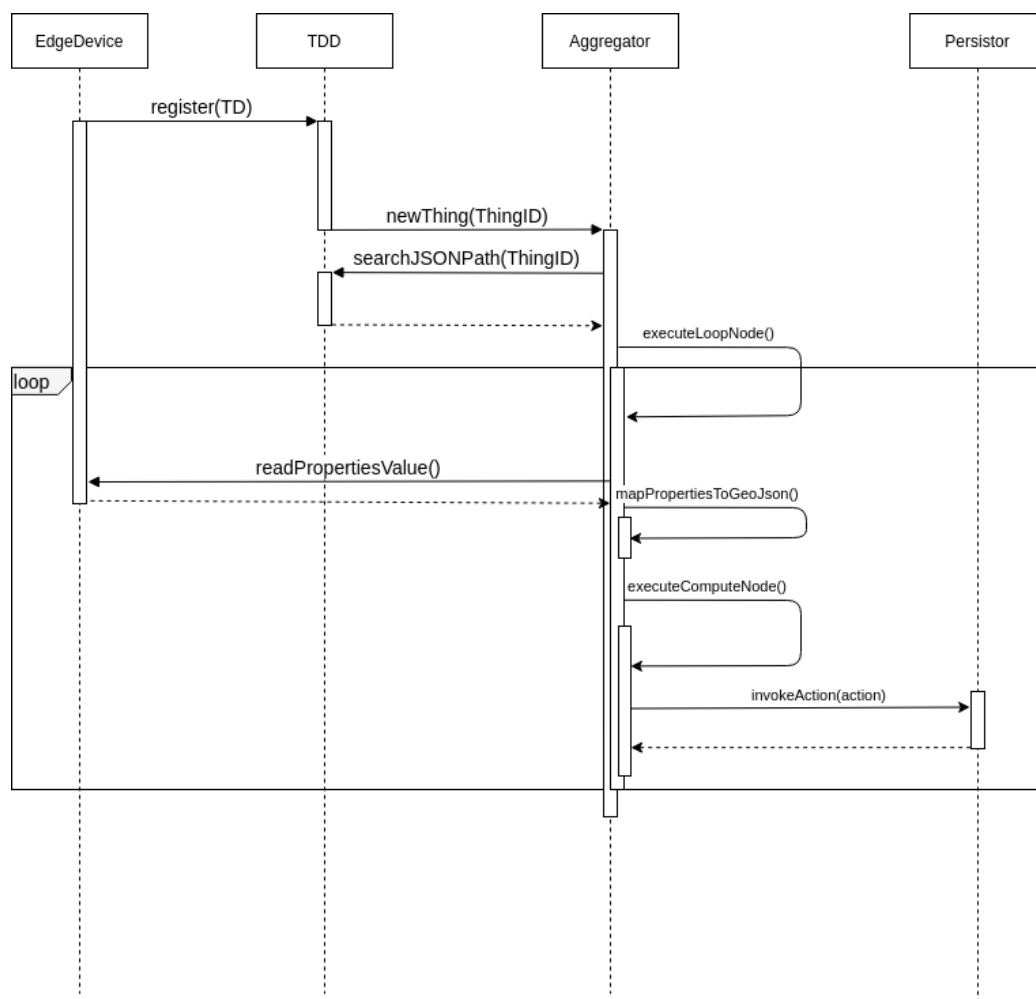 EdgeDevice
TDD
Aggregator
Persistor
register(TD)
newThing(ThingID)
searchJSONPath(ThingID)
executeLoopNode()
loop
readPropertiesValue()
mapPropertiesToGeoJson()
executeComputeNode()
invokeAction(action)